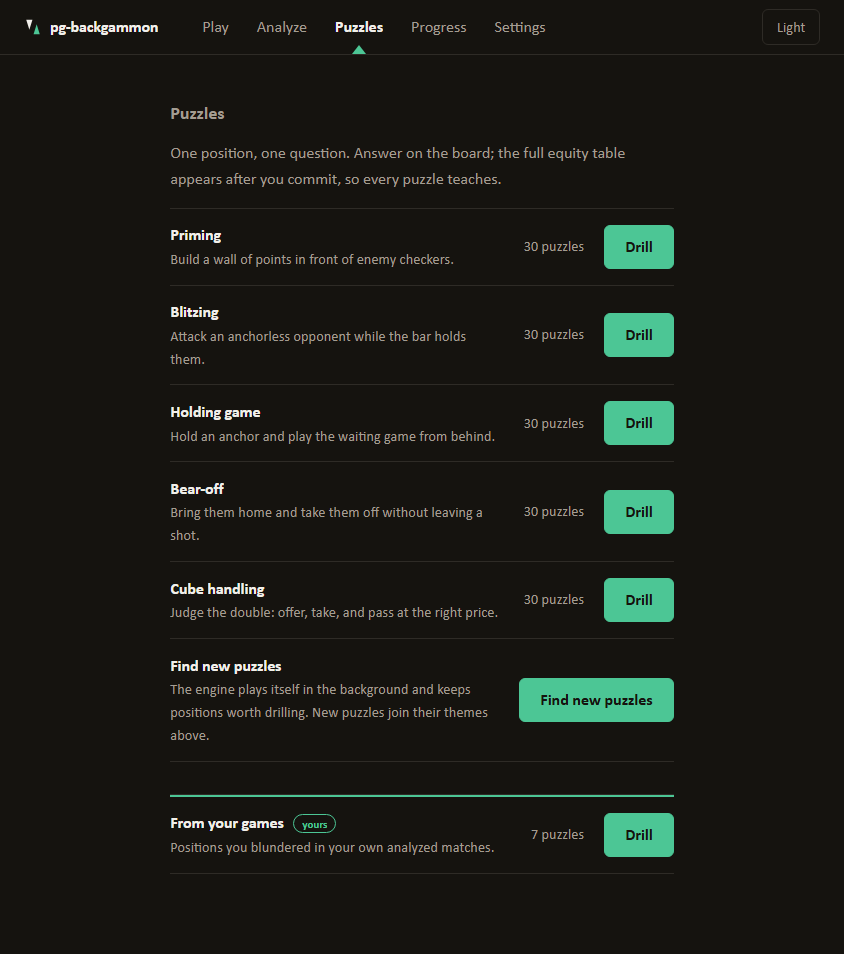 pg-backgammon Play Analyze Puzzles Progress Settings Light
Puzzles
One position, one question. Answer on the board; the full equity table
appears after you commit, so every puzzle teaches.
Priming
Build a wall of points in front of enemy checkers.
30 puzzles
Drill
Blitzing
Attack an anchorless opponent while the bar holds
them.
30 puzzles
Drill
Holding game
Hold an anchor and play the waiting game from behind.
30 puzzles
Drill
Bear-off
Bring them home and take them off without leaving a
shot.
30 puzzles
Drill
Cube handling
Judge the double: offer, take, and pass at the right price.
30 puzzles
Drill
Find new puzzles
The engine plays itself in the background and keeps
positions worth drilling. New puzzles join their themes
above.
Find new puzzles
From your games yours
Positions you blundered in your own analyzed matches.
7 puzzles
Drill